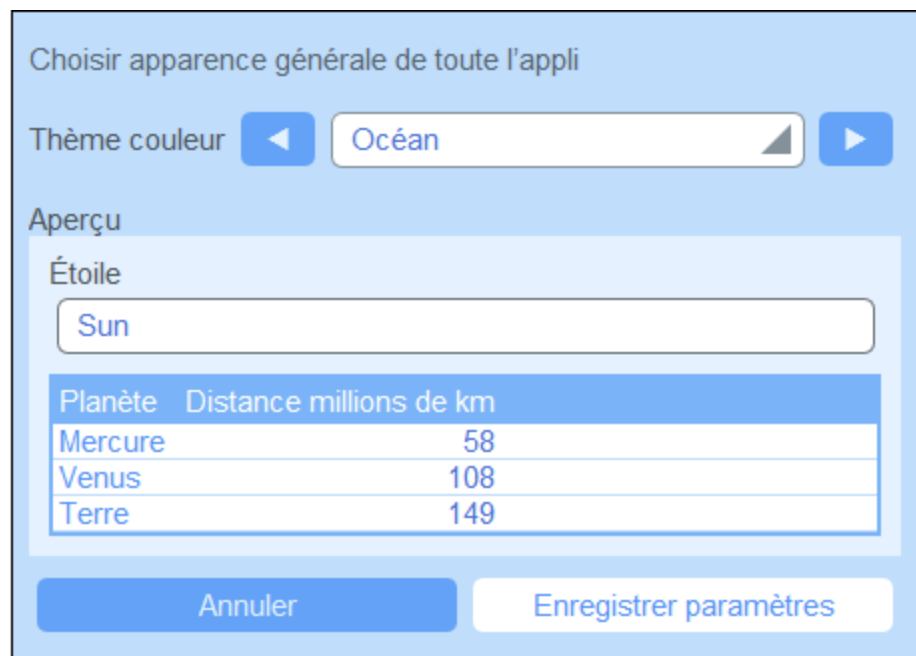 Choisir apparence générale de toute l’appli
Thème couleur Océan
Aperçu
Étoile
Sun
Planète Distance millions de km
Mercure 58
Venus 108
Terre 149
Annuler Enregistrer paramètres